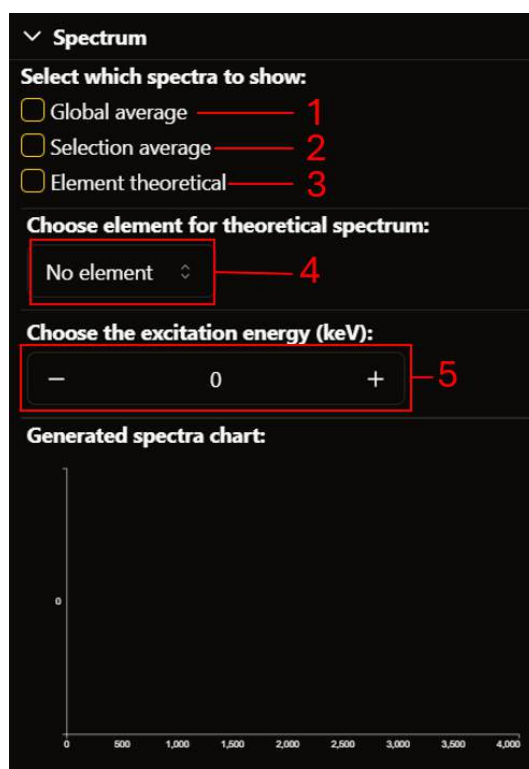 Spectrum
Select which spectra to show:
Global average 1
Selection average 2
Element theoretical 3
Choose element for theoretical spectrum:
No element 4
Choose the excitation energy (keV):
− 0 + 5
Generated spectra chart:
0
0 500 1,000 1,500 2,000 2,500 3,000 3,500 4,000